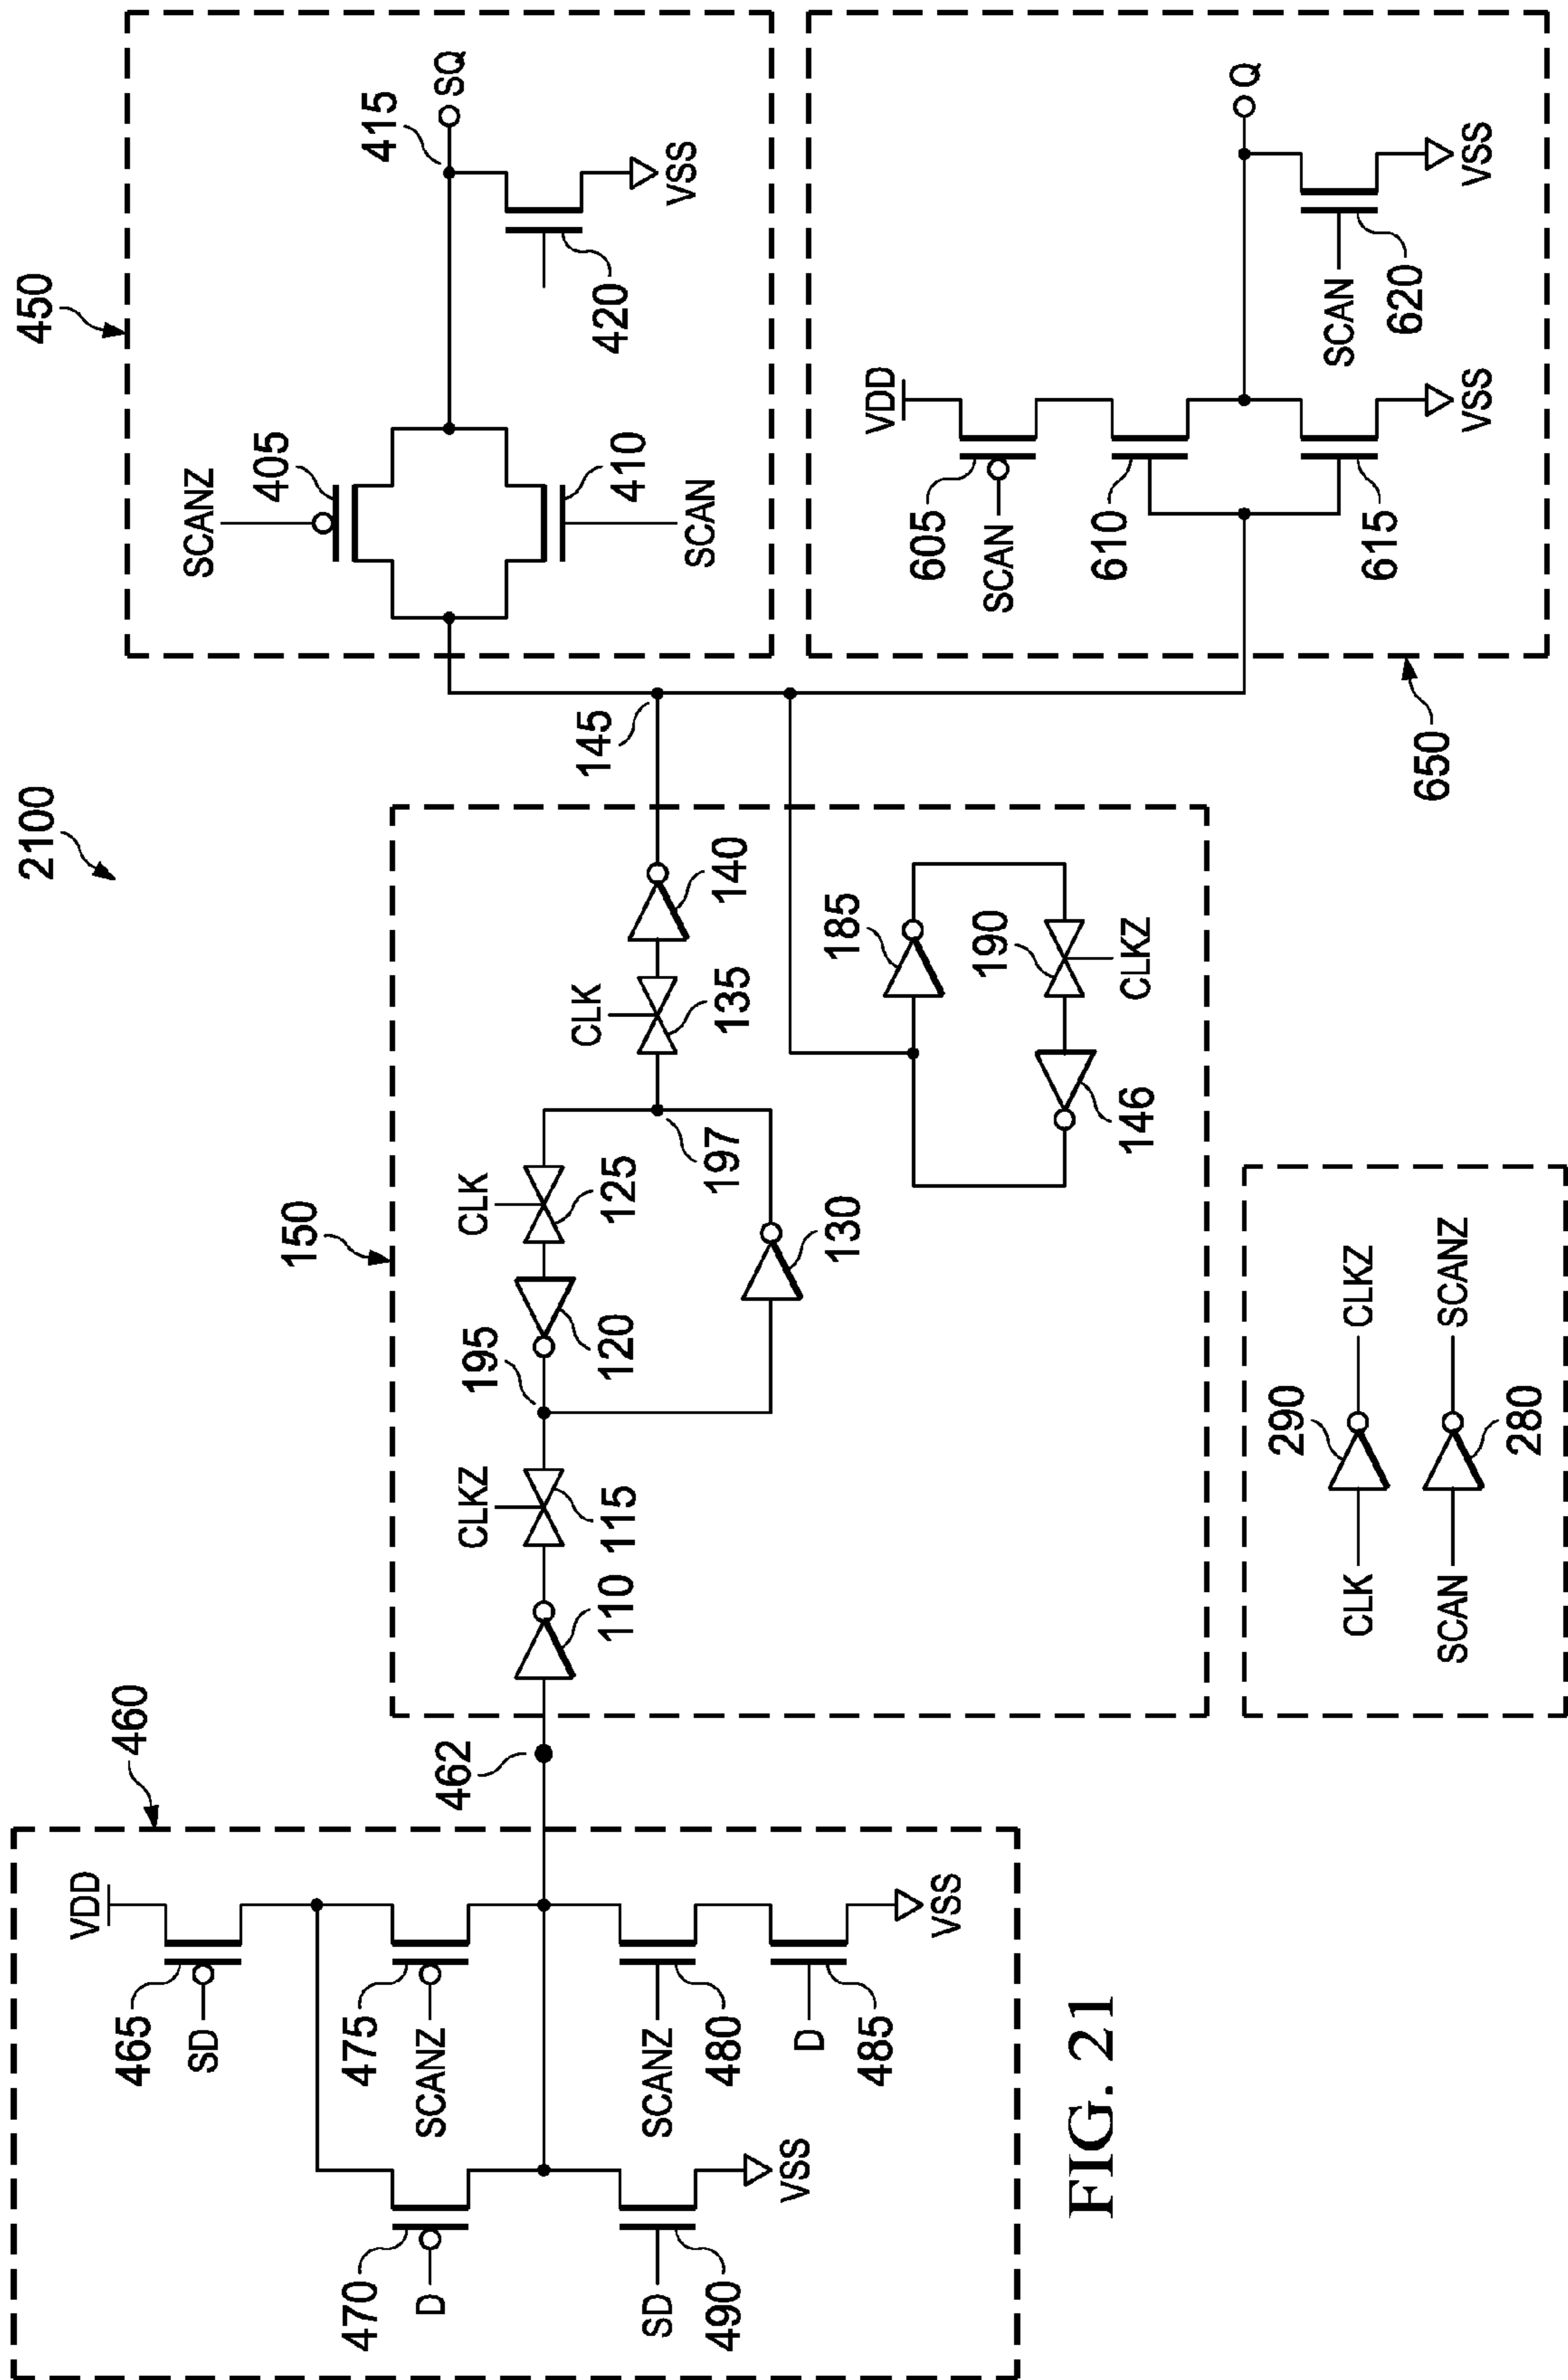 2100
460
VDD
465
SD
475
SCANZ
470
D
SCANZ
480
SD
490
D
485
VSS
VSS
462
150
110
CLKZ
115
195
120
CLK
125
130
197
CLK
135
140
145
185
190
CLKZ
146
450
SCANZ
405
410
SCAN
415
SQ
420
VSS
650
VDD
605
SCAN
610
615
VSS
Q
SCAN
620
VSS
CLK
290
CLKZ
SCAN
280
SCANZ
FIG. 21